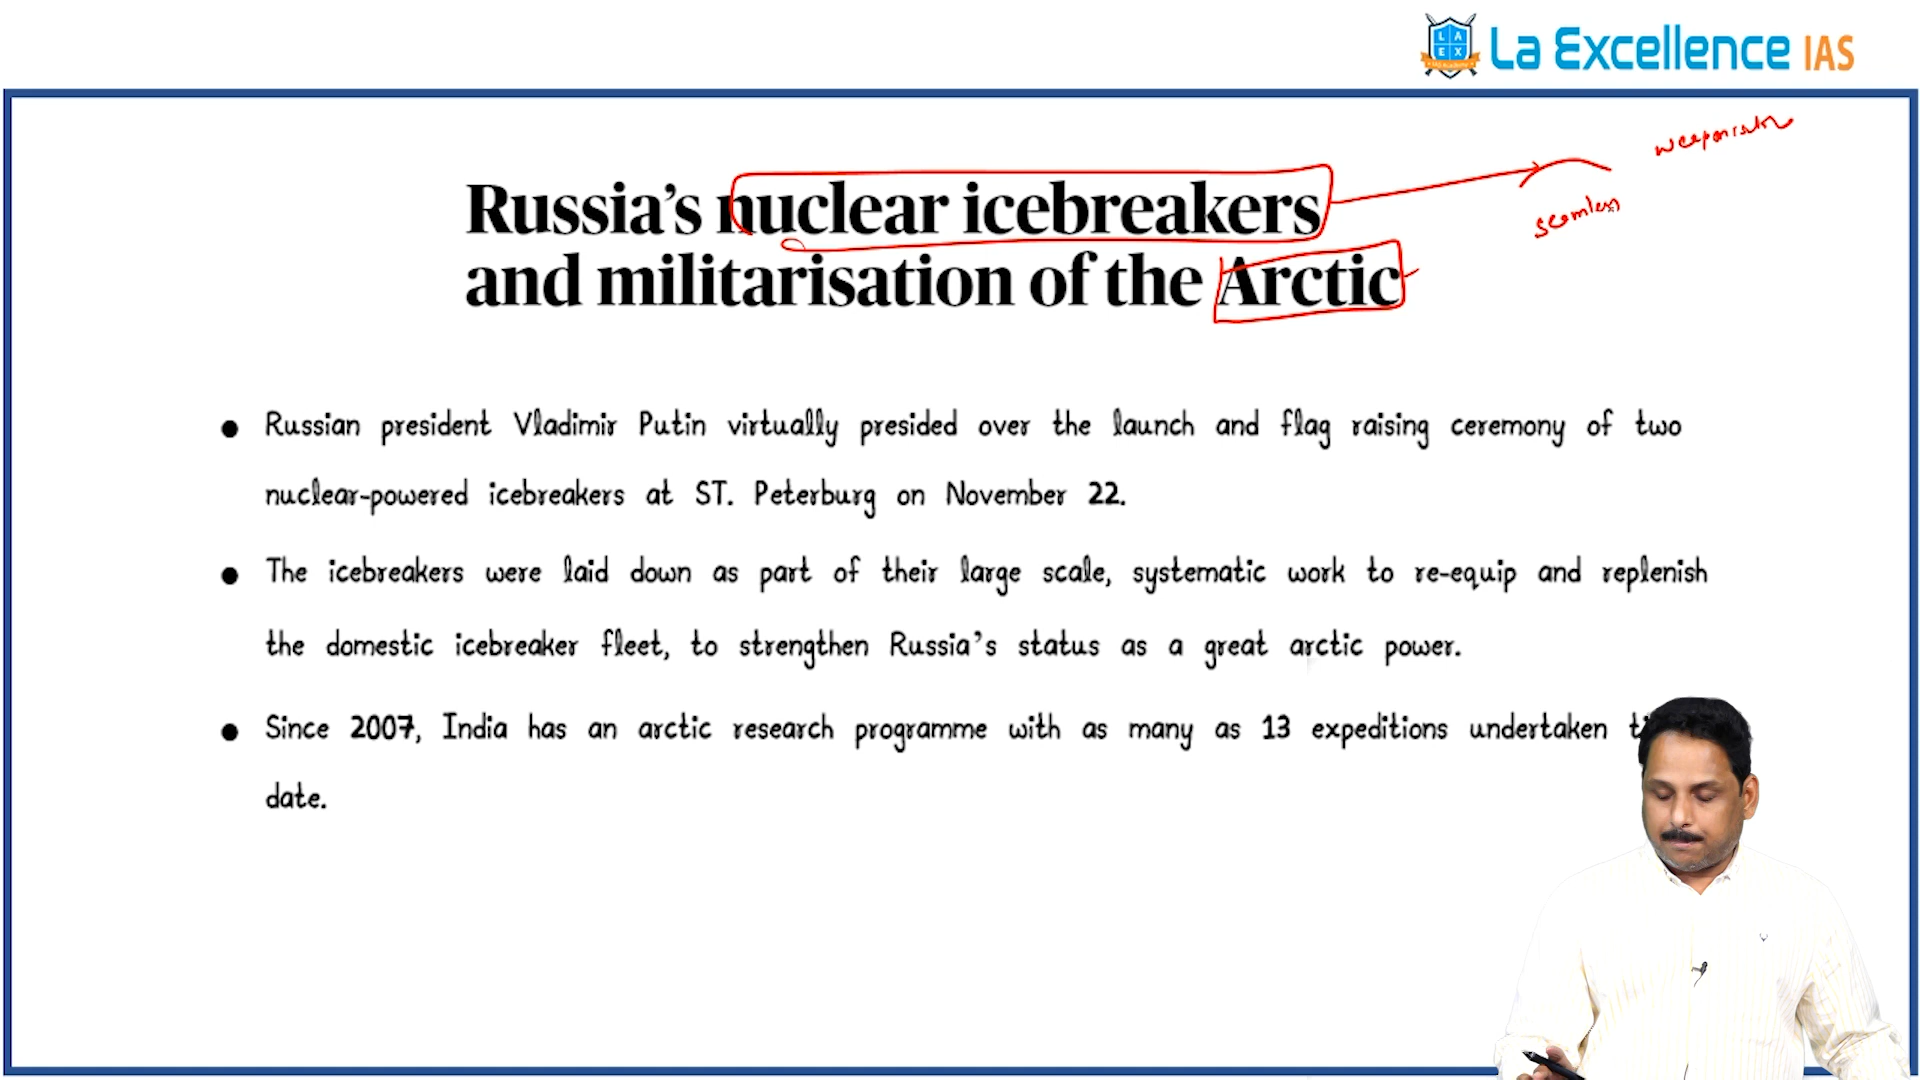 LA
EX
La Excellence IAS
weaponisation
Russia's nuclear icebreakers
seamless
and militarisation of the Arctic
• Russian president Vladimir Putin virtually presided over the launch and flag raising ceremony of two
nuclear-powered icebreakers at ST. Peterburg on November 22.
• The icebreakers were laid down as part of their large scale, systematic work to re-equip and replenish
the domestic icebreaker fleet, to strengthen Russia's status as a great arctic power.
• Since 2007, India has an arctic research programme with as many as 13 expeditions undertaken
date.